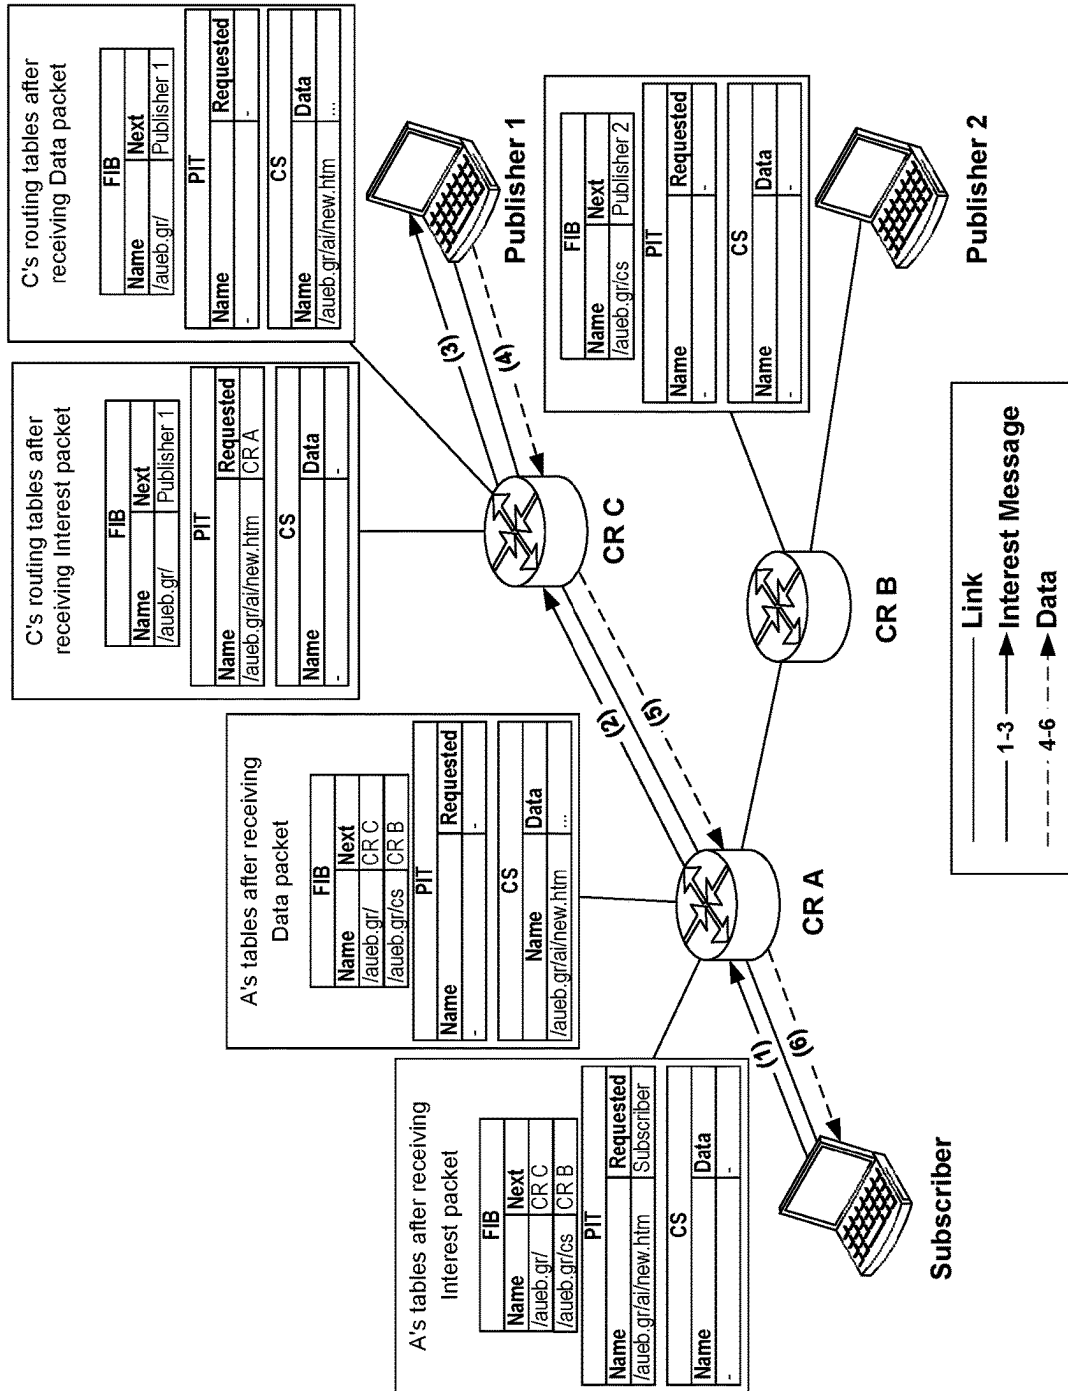 A's tables after receiving
Interest packet
FIB
Name Next
/aueb.gr/ CR C
/aueb.gr/cs CR B
PIT
Name Requested
/aueb.gr/ai/new.htm Subscriber
CS
Name Data
- -
A's tables after receiving
Data packet
FIB
Name Next
/aueb.gr/ CR C
/aueb.gr/cs CR B
PIT
Name Requested
- -
CS
Name Data
/aueb.gr/ai/new.htm ...
C's routing tables after
receiving Interest packet
FIB
Name Next
/aueb.gr/ Publisher 1
PIT
Name Requested
/aueb.gr/ai/new.htm CR A
CS
Name Data
- -
C's routing tables after
receiving Data packet
FIB
Name Next
/aueb.gr/ Publisher 1
PIT
Name Requested
- -
CS
Name Data
/aueb.gr/ai/new.htm ...
(1)
(6)
(2)
(5)
(3)
(4)
Subscriber
CR A
CR C
Publisher 1
FIB
Name Next
/aueb.gr/cs Publisher 2
PIT
Name Requested
- -
CS
Name Data
- -
CR B
Publisher 2
Link
1-3 Interest Message
4-6 Data